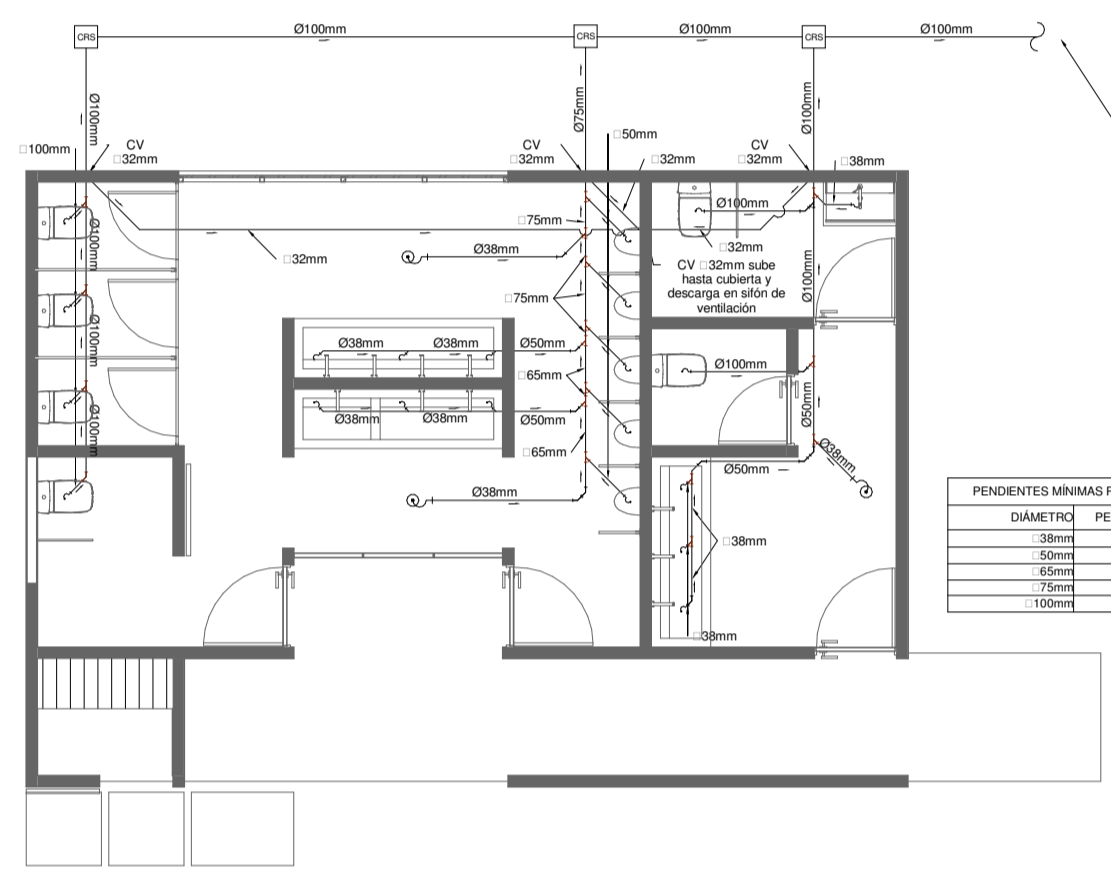 Ø100mm
Ø100mm
Ø100mm
CRS
CRS
CRS
Ø100mm
Ø75mm
Ø100mm
□100mm
CV
□32mm
CV
□32mm
□50mm
□32mm
CV
□32mm
□38mm
Ø100mm
□75mm
Ø100mm
□32mm
Ø38mm
□32mm
CV □32mm sube
hasta cubierta y
descarga en sifón de
ventilación
Ø100mm
□75mm
Ø100mm
Ø38mm
Ø38mm
Ø50mm
□65mm
Ø100mm
Ø100mm
Ø38mm
Ø38mm
Ø50mm
Ø50mm
□65mm
Ø38mm
Ø50mm
Ø38mm
□38mm
□38mm
PENDIENTES MÍNIMAS
DIÁMETRO
□38mm
□50mm
□65mm
□75mm
□100mm